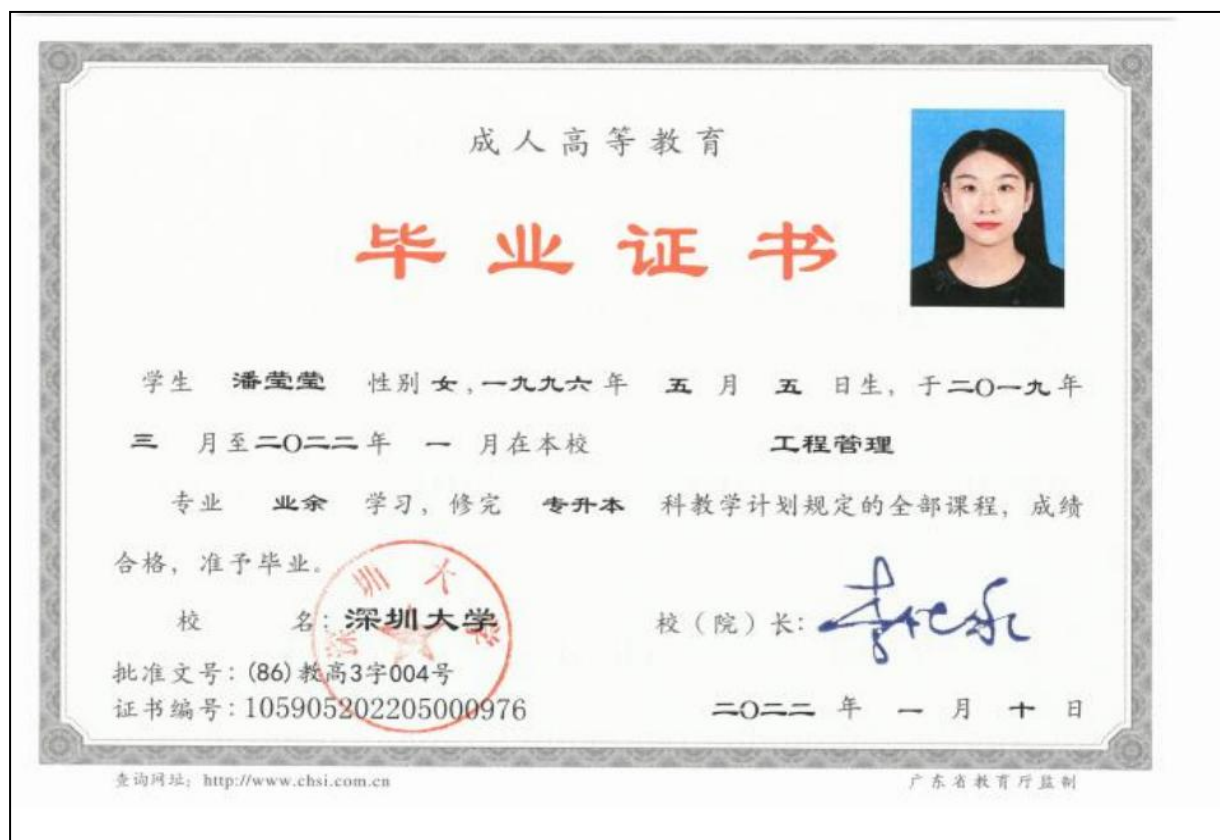 成人高等教育
毕业证书
学生 潘莹莹 性别 女，一九九六 年 五 月 五 日生，于二〇一九年
三 月至二〇二二年 一 月在本校 工程管理
专业 业余 学习，修完 专升本 科教学计划规定的全部课程，成绩
合格，准予毕业。
深圳大学
校 名：深圳大学 校（院）长：
批准文号：(86)教高3字004号
证书编号：105905202205000976 二〇二二 年 一 月 十 日
查询网址：http://www.chsi.com.cn 广东省教育厅监制